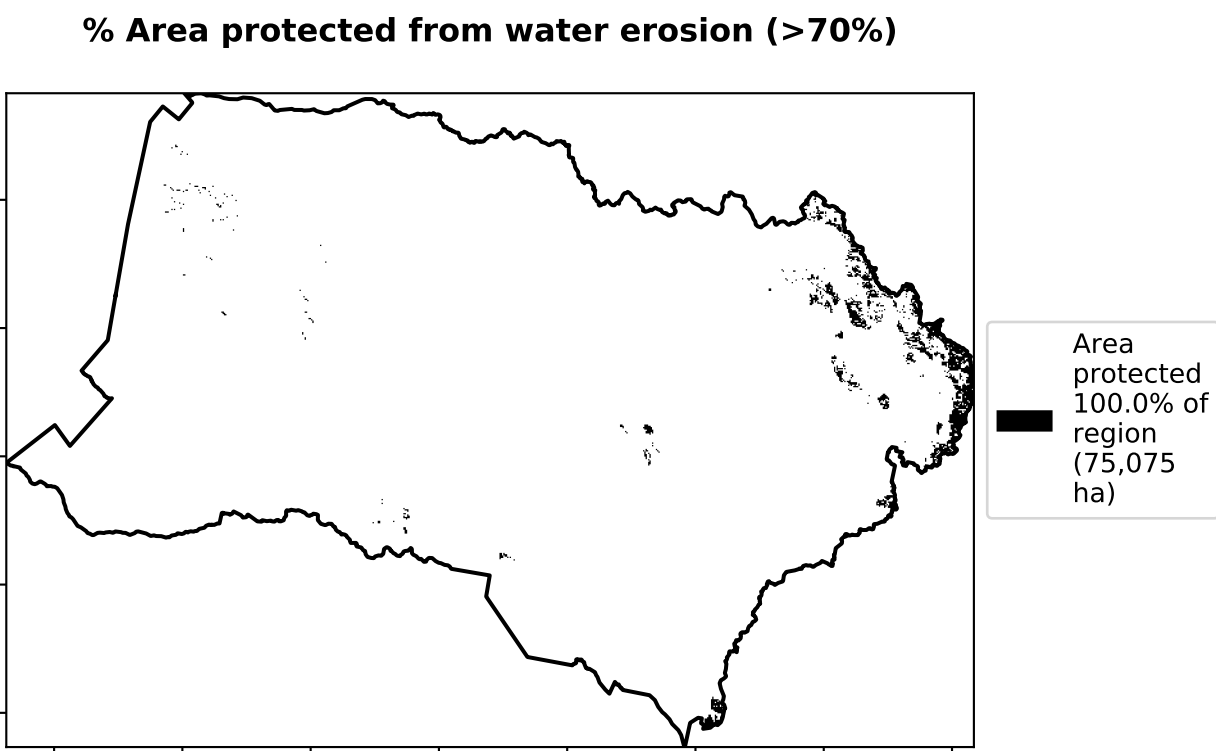 % Area protected from water erosion (>70%)
Area
protected
100.0% of
region
(75,075
ha)